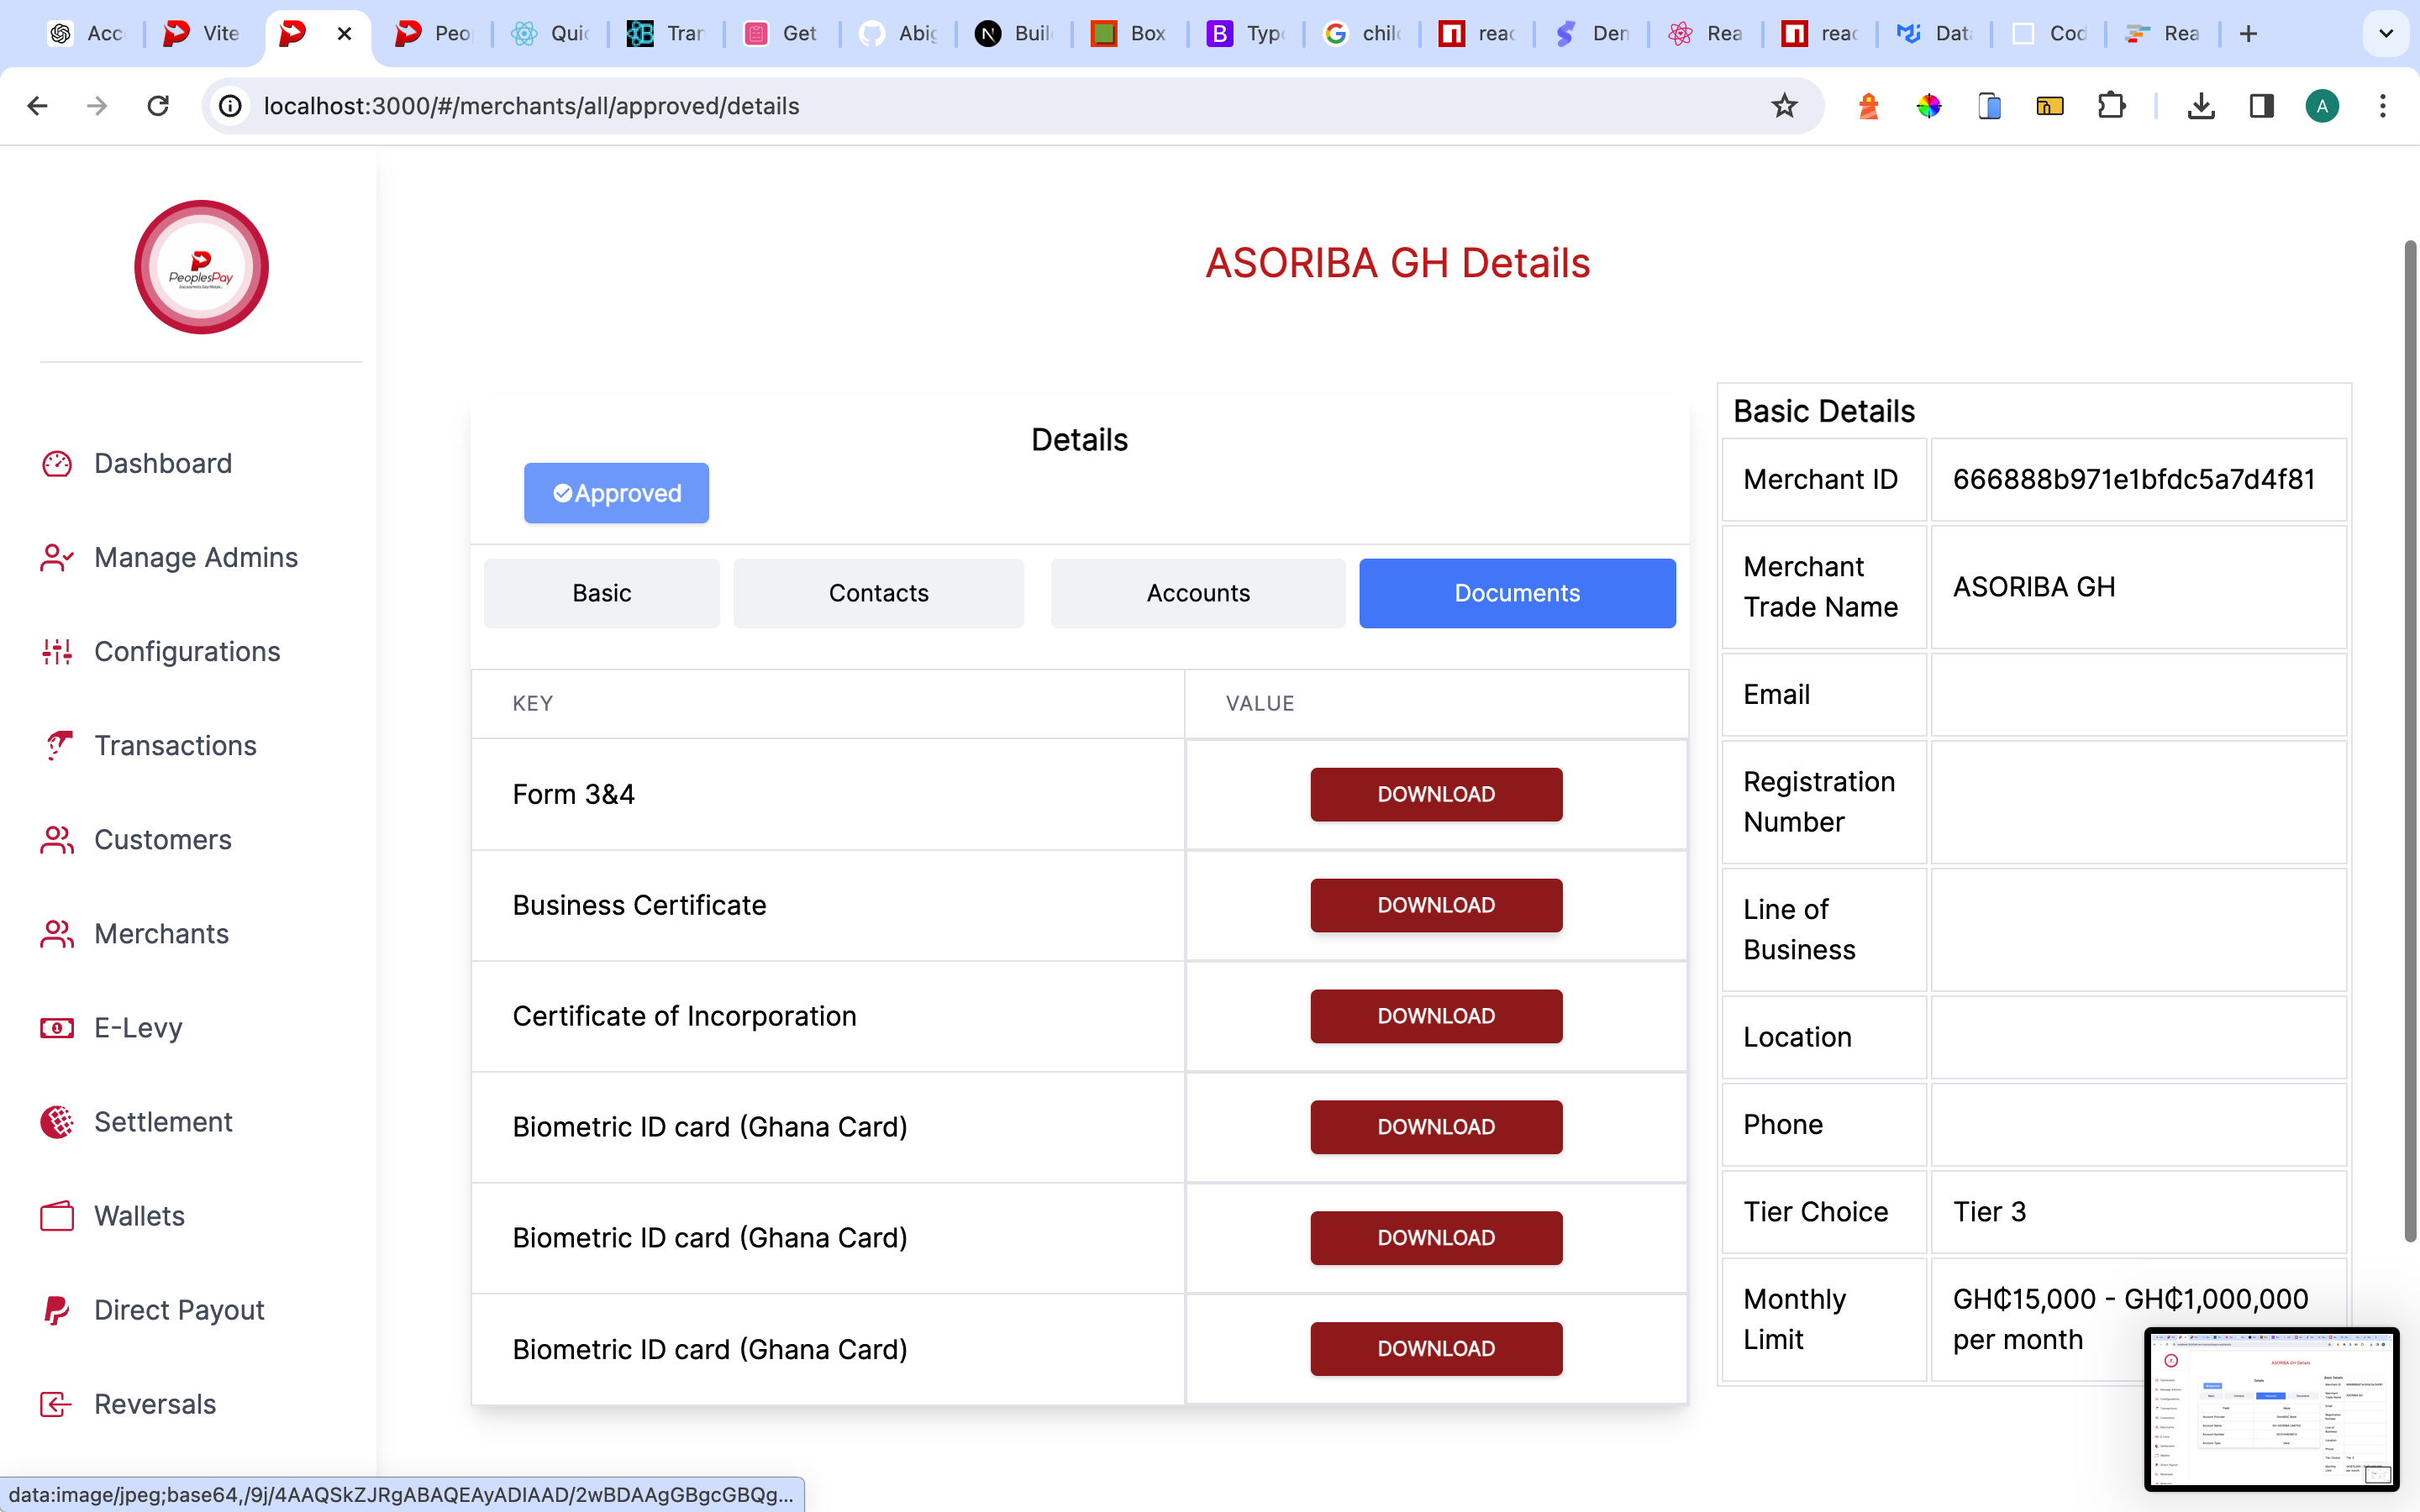 Acc
Vite
Peo
Quic
Tran
Get
Abig
Buil
Box
Typo
chil
reac
Den
Rea
reac
Data
Cod
Rea
localhost:3000/#/merchants/all/approved/details
A
PeoplesPay
Dashboard
Manage Admins
Configurations
Transactions
Customers
Merchants
E-Levy
Settlement
Wallets
Direct Payout
Reversals
ASORIBA GH Details
Details
Approved
Basic
Contacts
Accounts
Documents
KEY
VALUE
Form 3&4
DOWNLOAD
Business Certificate
DOWNLOAD
Certificate of Incorporation
DOWNLOAD
Biometric ID card (Ghana Card)
DOWNLOAD
Biometric ID card (Ghana Card)
DOWNLOAD
Biometric ID card (Ghana Card)
DOWNLOAD
Basic Details
Merchant ID
666888b971e1bfdc5a7d4f81
Merchant
Trade Name
ASORIBA GH
Email
Registration
Number
Line of
Business
Location
Phone
Tier Choice
Tier 3
Monthly
Limit
GH₵15,000 - GH₵1,000,000
per month
data:image/jpeg;base64,/9j/4AAQSkZJRgABAQEAyADIAAD/2wBDAAgGBgcGBQg...